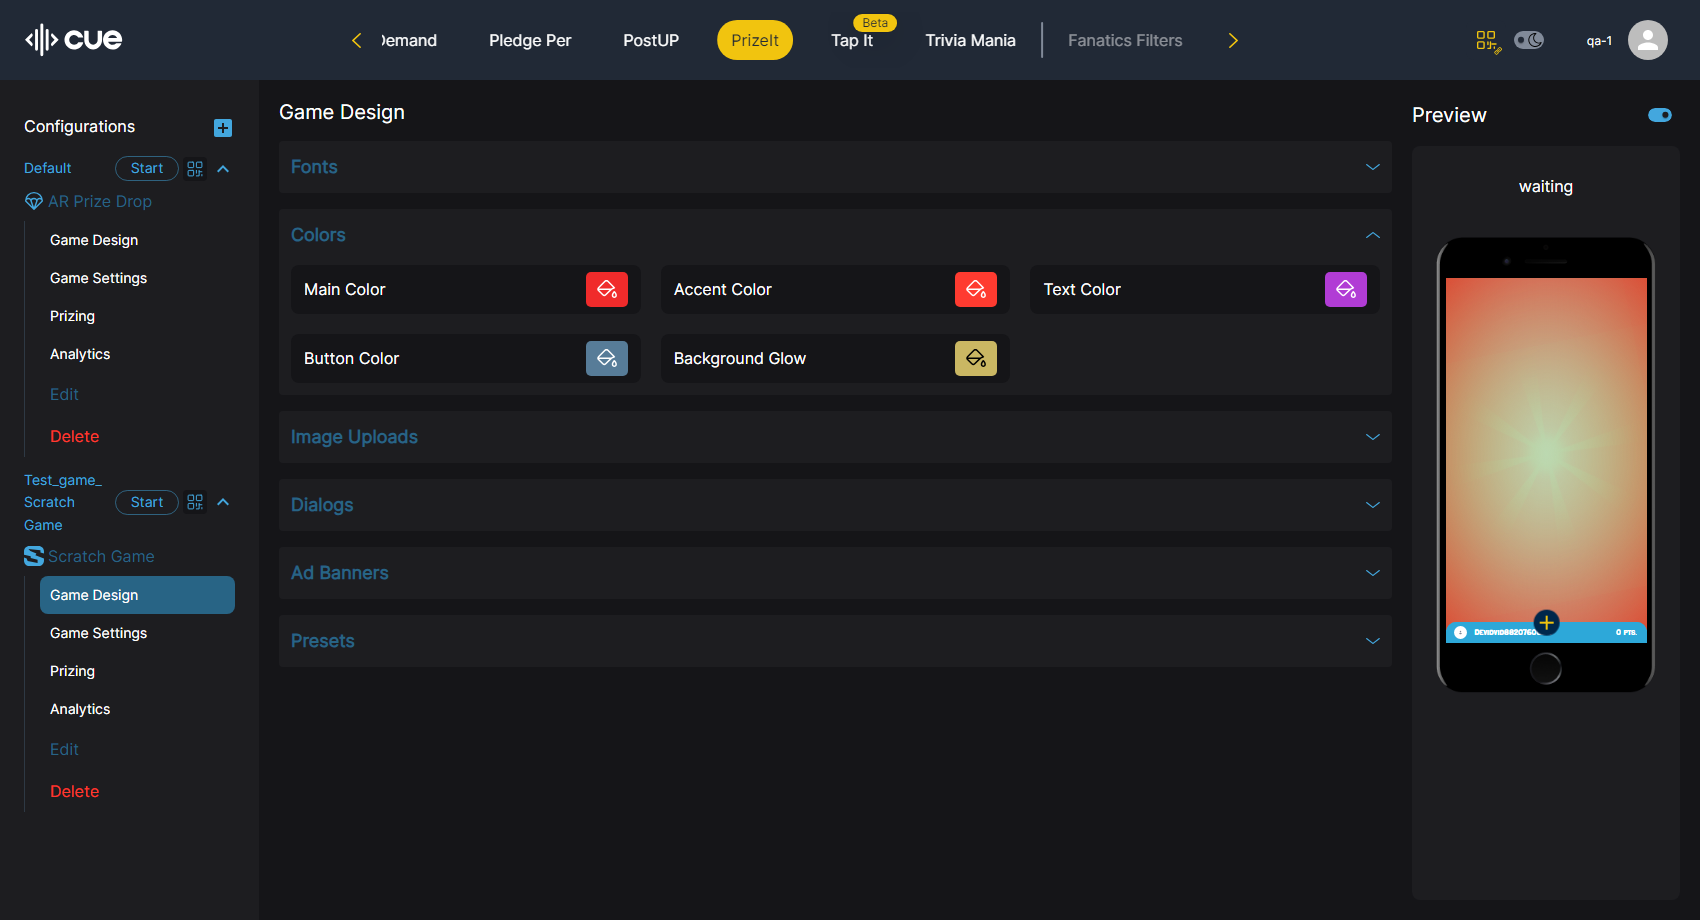 cue
Demand
Pledge Per
PostUP
PrizeIt
Beta
Tap It
Trivia Mania
Fanatics Filters
qa-1
Configurations
Default
Start
AR Prize Drop
Game Design
Game Settings
Prizing
Analytics
Edit
Delete
Test_game_
Scratch
Game
Start
Scratch Game
Game Design
Game Settings
Prizing
Analytics
Edit
Delete
Game Design
Fonts
Colors
Main Color
Accent Color
Text Color
Button Color
Background Glow
Image Uploads
Dialogs
Ad Banners
Presets
Preview
waiting
0 PTS.